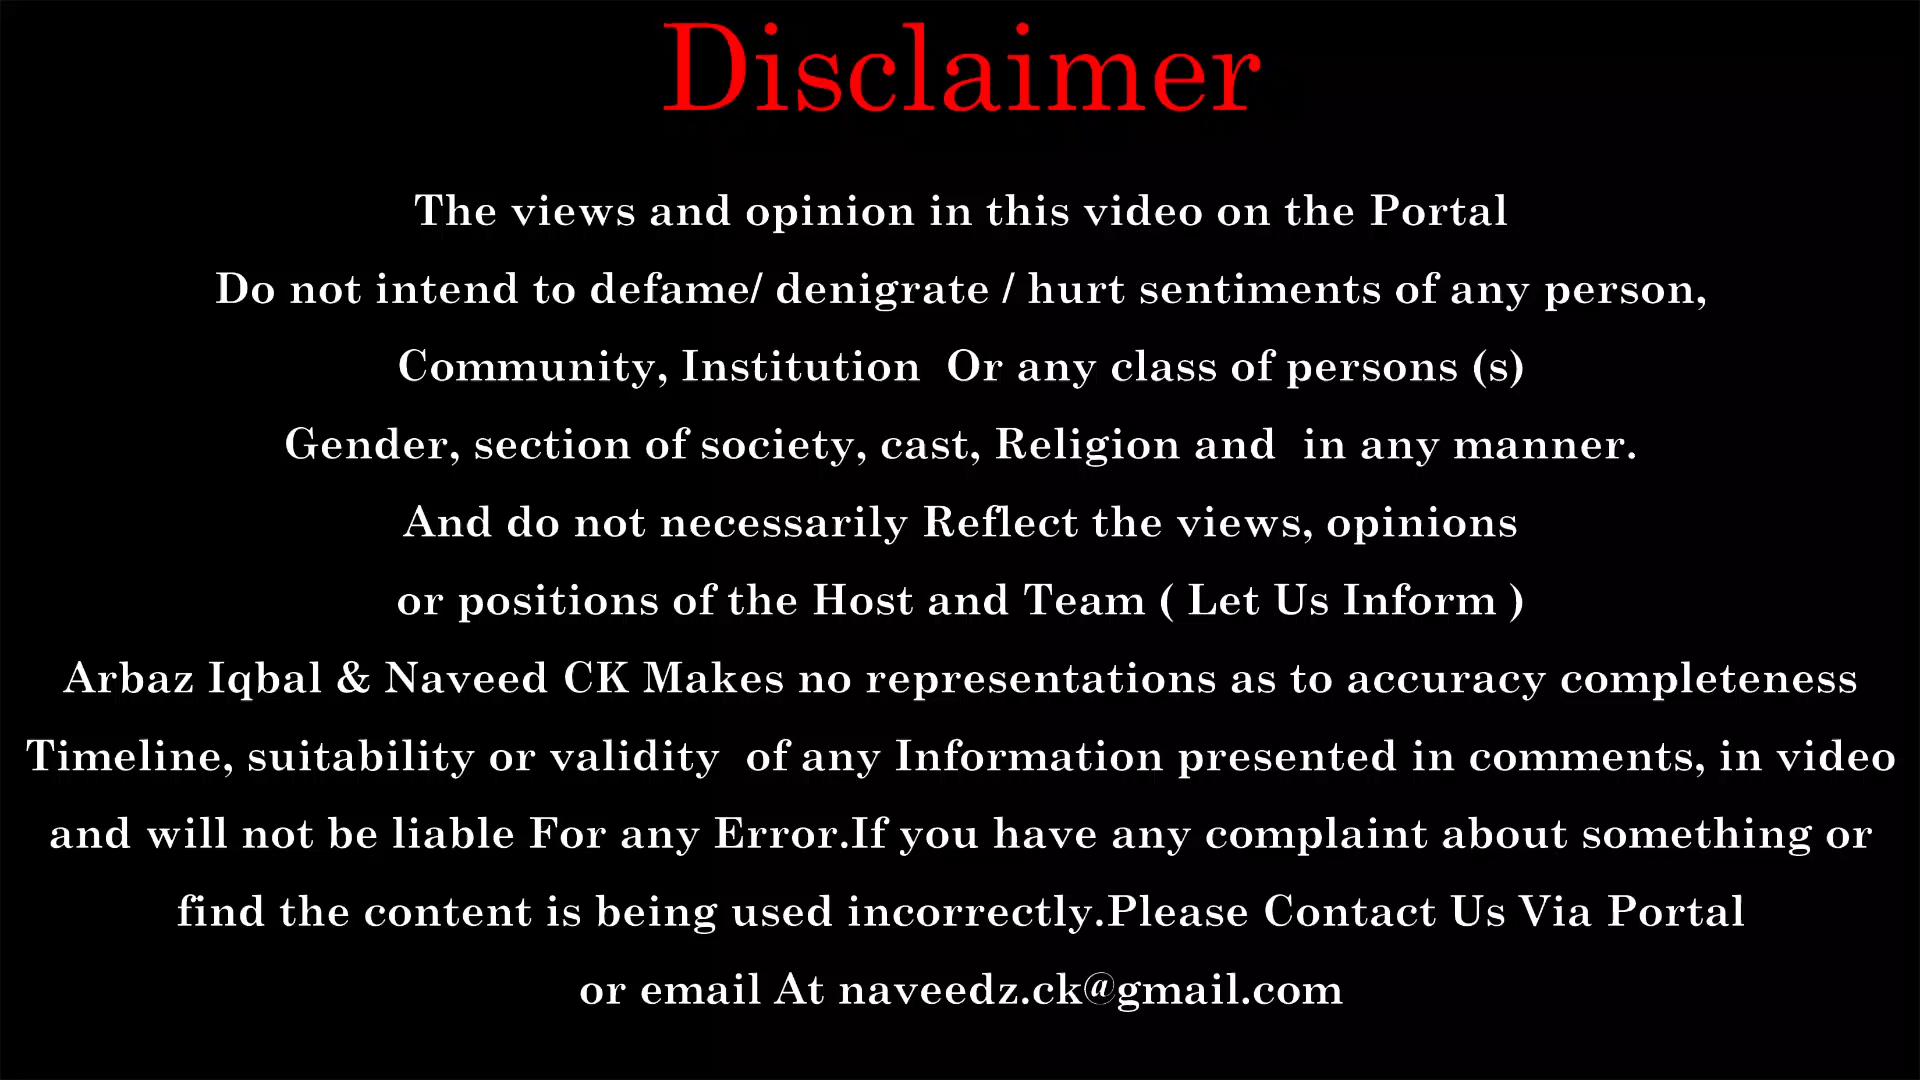 Disclaimer
The views and opinion in this video on the Portal
Do not intend to defame/ denigrate / hurt sentiments of any person,
Community, Institution  Or any class of persons (s)
Gender, section of society, cast, Religion and  in any manner.
And do not necessarily Reflect the views, opinions
or positions of the Host and Team ( Let Us Inform )
Arbaz Iqbal & Naveed CK Makes no representations as to accuracy completeness
Timeline, suitability or validity  of any Information presented in comments, in video
and will not be liable For any Error.If you have any complaint about something or
find the content is being used incorrectly.Please Contact Us Via Portal
or email At naveedz.ck@gmail.com